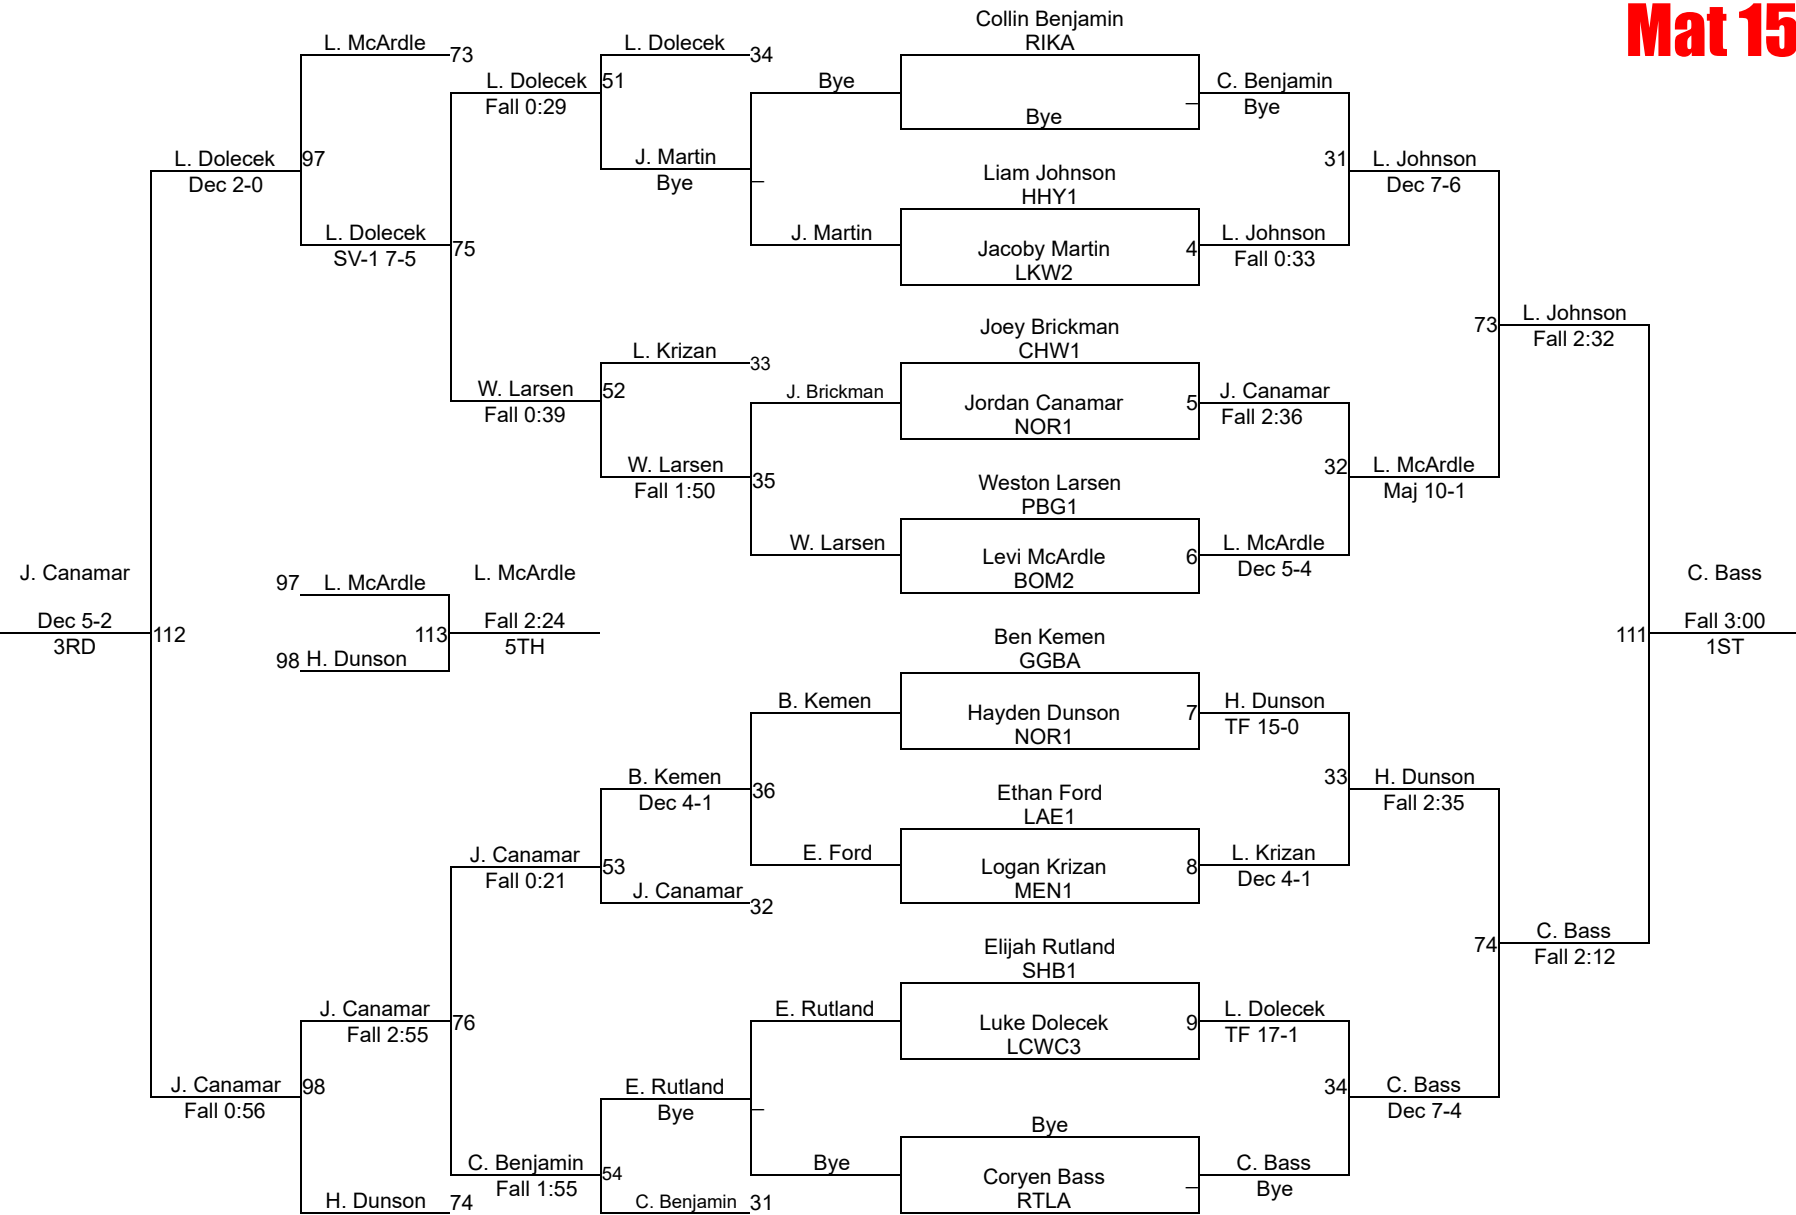 Mat 15
Collin Benjamin
RIKA
L. McArdle
73
L. Dolecek
34
L. Dolecek
51
Fall 0:29
Bye
C. Benjamin
Bye
Bye
_
L. Dolecek
97
Dec 2-0
J. Martin
Bye
_
Liam Johnson
HHY1
31
L. Johnson
Dec 7-6
L. Dolecek
SV-1 7-5
75
J. Martin
Jacoby Martin
LKW2
4
L. Johnson
Fall 0:33
Joey Brickman
CHW1
73
L. Johnson
Fall 2:32
L. Krizan
33
W. Larsen
52
Fall 0:39
J. Brickman
Jordan Canamar
NOR1
5
J. Canamar
Fall 2:36
W. Larsen
Fall 1:50
35
Weston Larsen
PBG1
32
L. McArdle
Maj 10-1
W. Larsen
Levi McArdle
BOM2
6
L. McArdle
Dec 5-4
J. Canamar
Dec 5-2
3RD
112
97
L. McArdle
98
H. Dunson
113
L. McArdle
Fall 2:24
5TH
C. Bass
111
Fall 3:00
1ST
Ben Kemen
GGBA
B. Kemen
Hayden Dunson
NOR1
7
H. Dunson
TF 15-0
B. Kemen
Dec 4-1
36
Ethan Ford
LAE1
33
H. Dunson
Fall 2:35
J. Canamar
Fall 0:21
53
E. Ford
Logan Krizan
MEN1
8
L. Krizan
Dec 4-1
J. Canamar
32
Elijah Rutland
SHB1
74
C. Bass
Fall 2:12
J. Canamar
Fall 2:55
76
E. Rutland
Luke Dolecek
LCWC3
9
L. Dolecek
TF 17-1
J. Canamar
Fall 0:56
98
E. Rutland
Bye
_
Bye
34
C. Bass
Dec 7-4
C. Benjamin
Fall 1:55
54
Bye
Coryen Bass
RTLA
_
C. Bass
Bye
H. Dunson
74
C. Benjamin
31